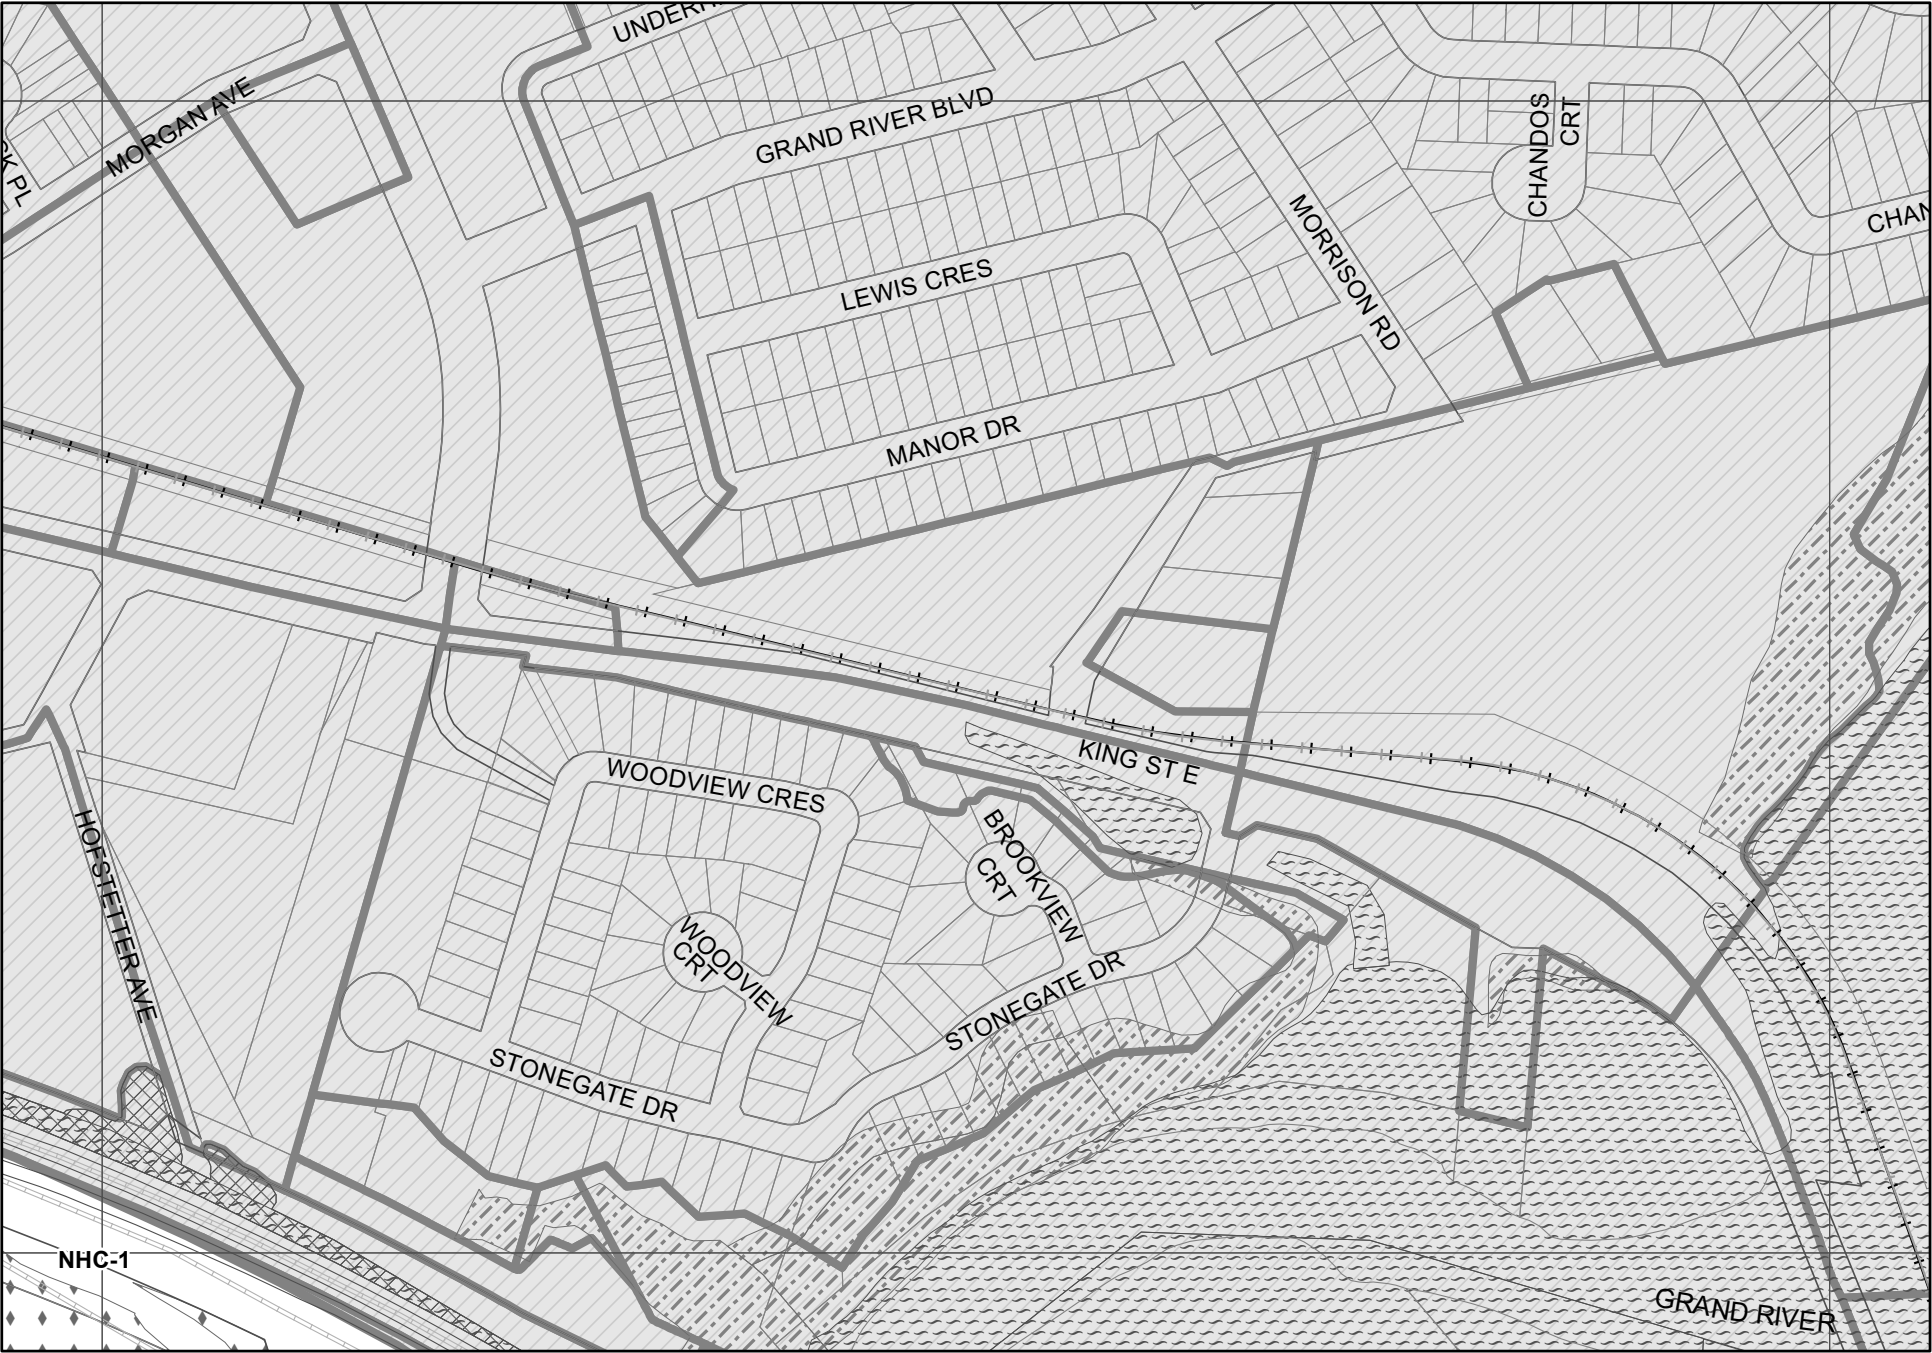 MORGAN AVE
GRAND RIVER BLVD
CHANDOS
CRT
LEWIS CRES
MORRISON RD
MANOR DR
KING ST E
WOODVIEW CRES
BROOKVIEW
CRT
HOFSTETTER AVE
WOODVIEW
CRT
STONEGATE DR
STONEGATE DR
NHC-1
GRAND RIVER